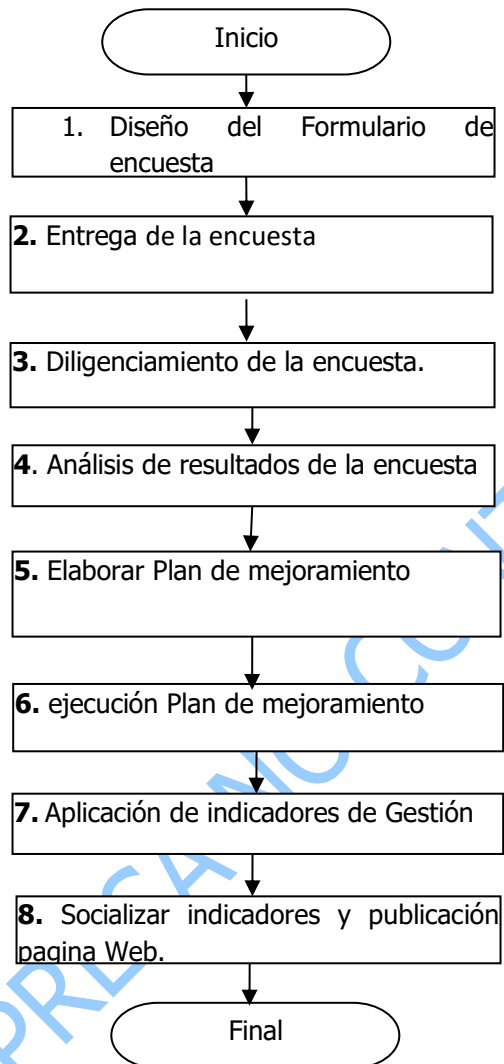 Inicio
1. Diseño del Formulario de
encuesta
2. Entrega de la encuesta
3. Diligenciamiento de la encuesta.
4. Análisis de resultados de la encuesta
5. Elaborar Plan de mejoramiento
6. ejecución Plan de mejoramiento
7. Aplicación de indicadores de Gestión
8. Socializar indicadores y publicación
pagina Web.
Final